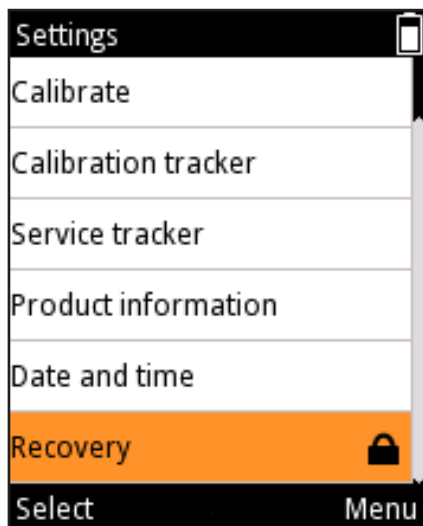 Settings
Calibrate
Calibration tracker
Service tracker
Product information
Date and time
Recovery
Select Menu